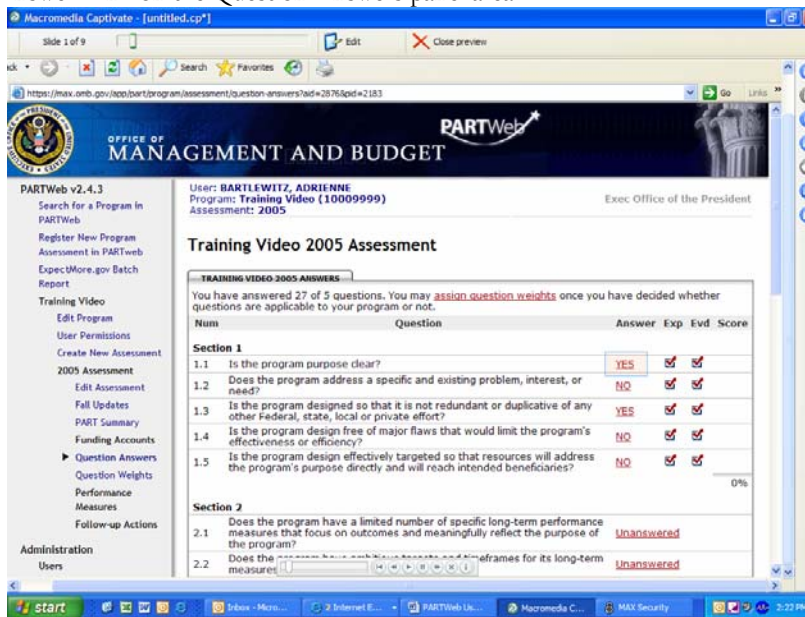 Macromedia Captivate - [untitled.cp*]
Slide 1 of 9
Edit
Close preview
Search
Favorites
https://max.omb.gov/app/part/program/assessment/question-answers?aid=2876&pid=2183
Go
Links
OFFICE OF
MANAGEMENT AND BUDGET
PARTWeb
PARTWeb v2.4.3
Search for a Program in
PARTWeb
Register New Program
Assessment in PARTweb
ExpectMore.gov Batch
Report
Training Video
Edit Program
User Permissions
Create New Assessment
2005 Assessment
Edit Assessment
Fall Updates
PART Summary
Funding Accounts
Question Answers
Question Weights
Performance
Measures
Follow-up Actions
Administration
Users
User: BARTLEWITZ, ADRIENNE
Program: Training Video (10009999)
Assessment: 2005
Exec Office of the President
Training Video 2005 Assessment
TRAINING VIDEO 2005 ANSWERS
You have answered 27 of 5 questions. You may assign question weights once you have decided whether
questions are applicable to your program or not.
Num Question Answer Exp Evd Score
Section 1
1.1 Is the program purpose clear? YES
1.2 Does the program address a specific and existing problem, interest, or
need? NO
1.3 Is the program designed so that it is not redundant or duplicative of any
other Federal, state, local or private effort? YES
1.4 Is the program design free of major flaws that would limit the program's
effectiveness or efficiency? NO
1.5 Is the program design effectively targeted so that resources will address
the program's purpose directly and will reach intended beneficiaries? NO
0%
Section 2
2.1 Does the program have a limited number of specific long-term performance
measures that focus on outcomes and meaningfully reflect the purpose of
the program? Unanswered
2.2 Does the timeframes for its long-term
measures Unanswered
start
Inbox - Micro...
2 Internet E...
PARTWeb Us...
Macromedia C...
MAX Security
2:22 PM